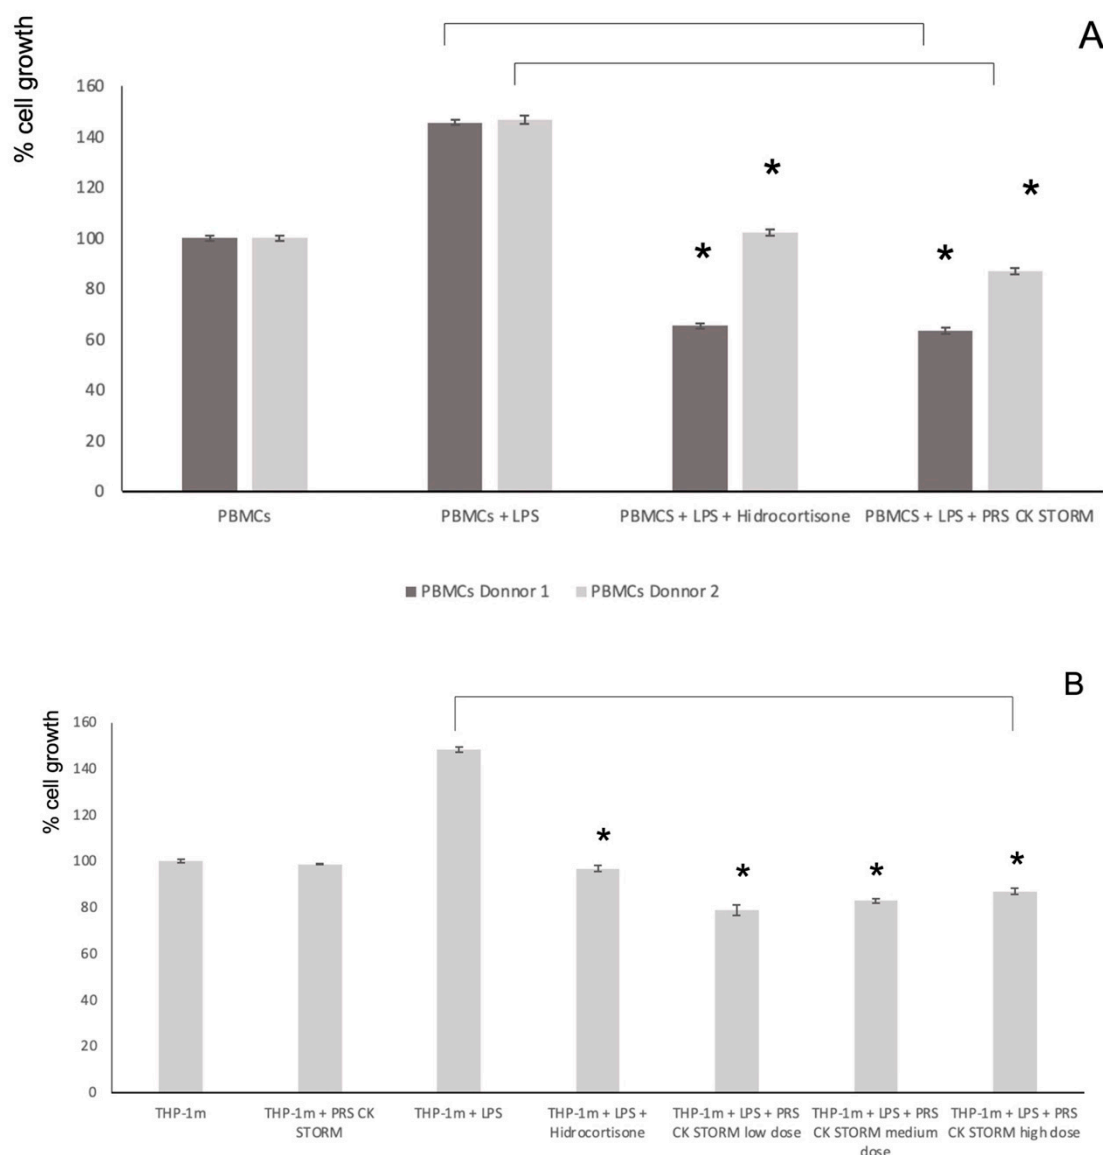 A
% cell growth
160
140
120
100
80
60
40
20
0
* * * *
PBMCs PBMCs + LPS PBMCS + LPS + Hidrocortisone PBMCS + LPS + PRS CK STORM
PBMCs Donnor 1 PBMCs Donnor 2
B
% cell growth
160
140
120
100
80
60
40
20
0
* * * *
THP-1m THP-1m + PRS CK THP-1m + LPS THP-1m + LPS + THP-1m + LPS + PRS THP-1m + LPS + PRS THP-1m + LPS + PRS
STORM Hidrocortisone CK STORM low dose CK STORM medium CK STORM high dose
dose